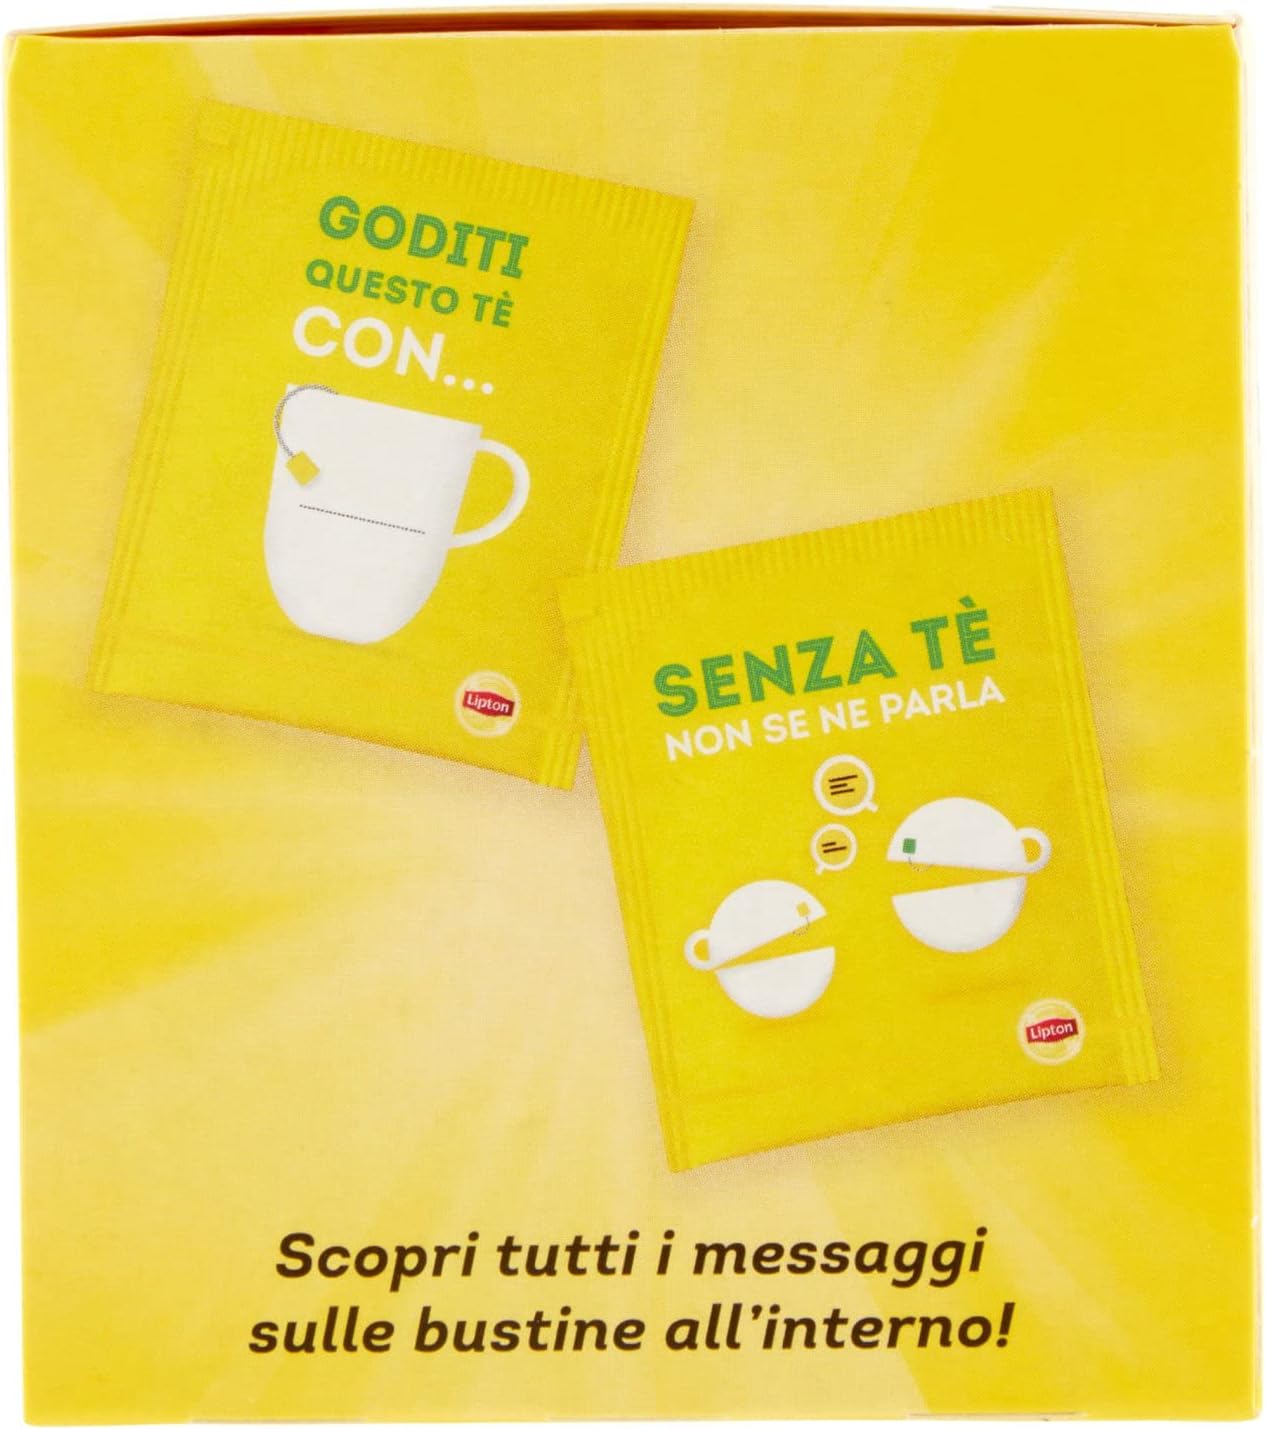 GODITI
QUESTO TÈ
CON...
Lipton
SENZA TÈ
NON SE NE PARLA
Lipton
Scopri tutti i messaggi
sulle bustine all'interno!